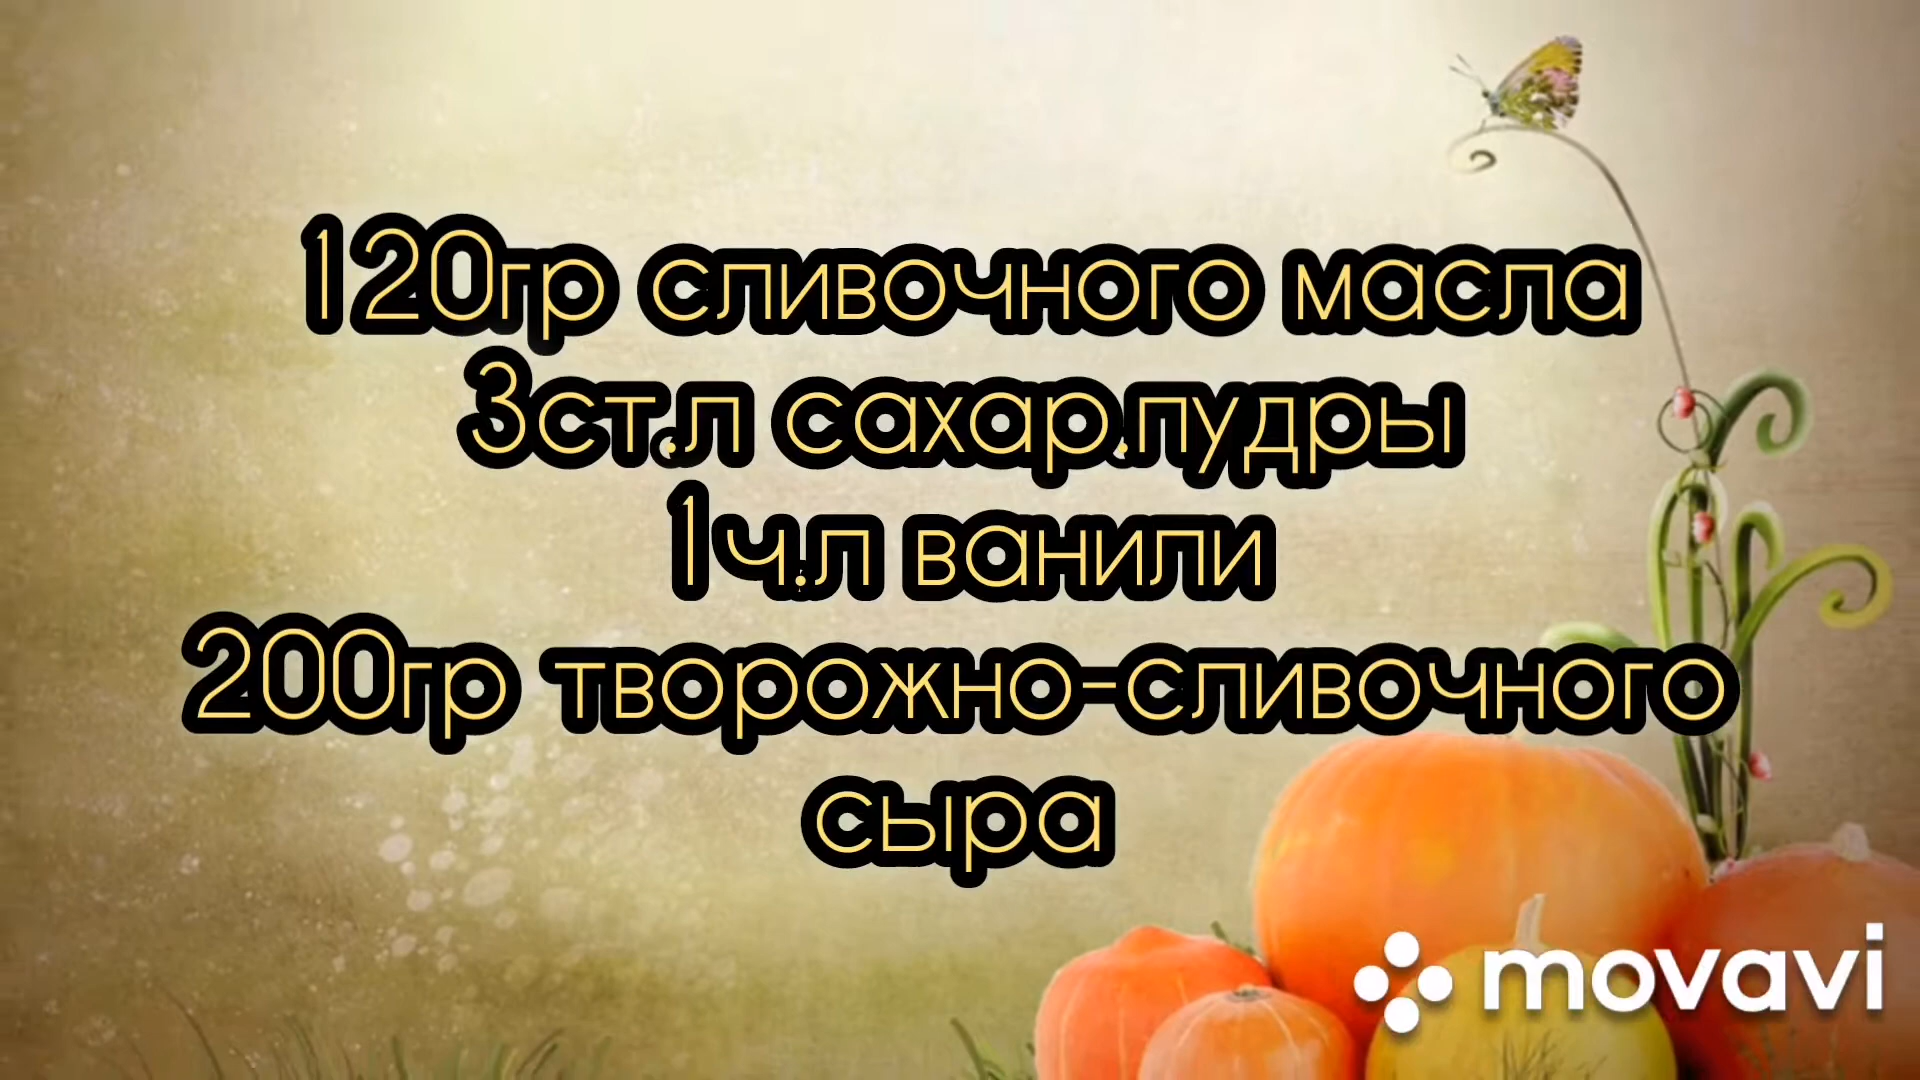 120гр сливочного масла
3ст.л сахар.пудры
1ч.л ванили
200гр творожно-сливочного
сыра
movavi